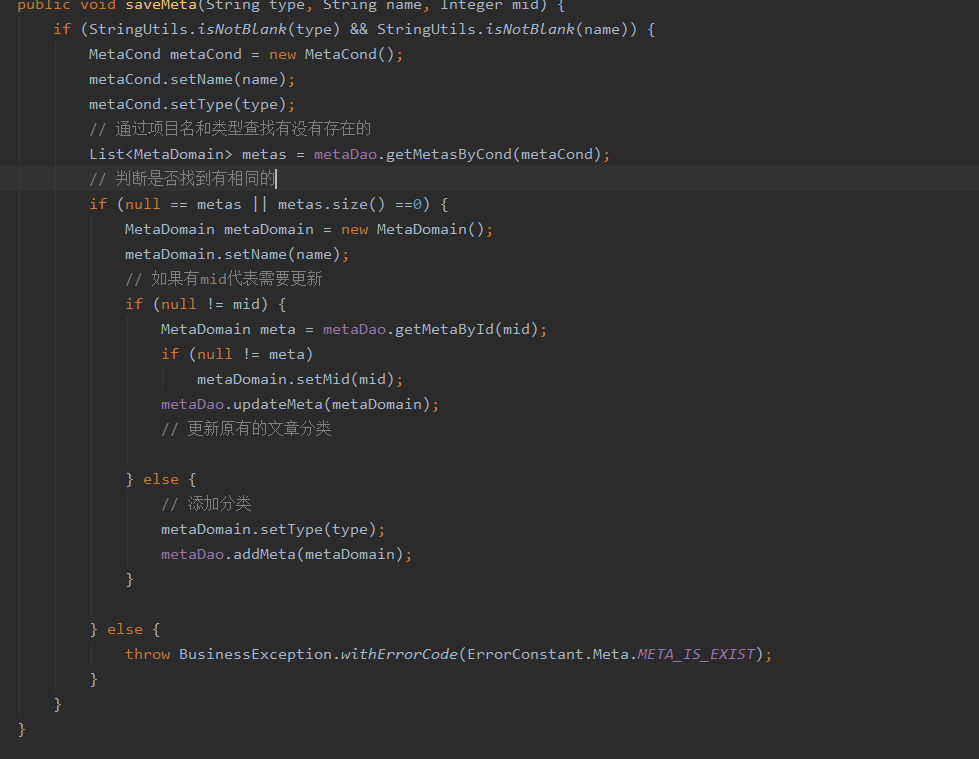 public void saveMeta(String type, String name, Integer mid) {
if (StringUtils.isNotBlank(type) && StringUtils.isNotBlank(name)) {
MetaCond metaCond = new MetaCond();
metaCond.setName(name);
metaCond.setType(type);
// 通过项目名和类型查找有没有存在的
List<MetaDomain> metas = metaDao.getMetasByCond(metaCond);
// 判断是否找到有相同的
if (null == metas || metas.size() ==0) {
MetaDomain metaDomain = new MetaDomain();
metaDomain.setName(name);
// 如果有mid代表需要更新
if (null != mid) {
MetaDomain meta = metaDao.getMetaById(mid);
if (null != meta)
metaDomain.setMid(mid);
metaDao.updateMeta(metaDomain);
// 更新原有的文章分类
} else {
// 添加分类
metaDomain.setType(type);
metaDao.addMeta(metaDomain);
}
} else {
throw BusinessException.withErrorCode(ErrorConstant.Meta.META_IS_EXIST);
}
}
}